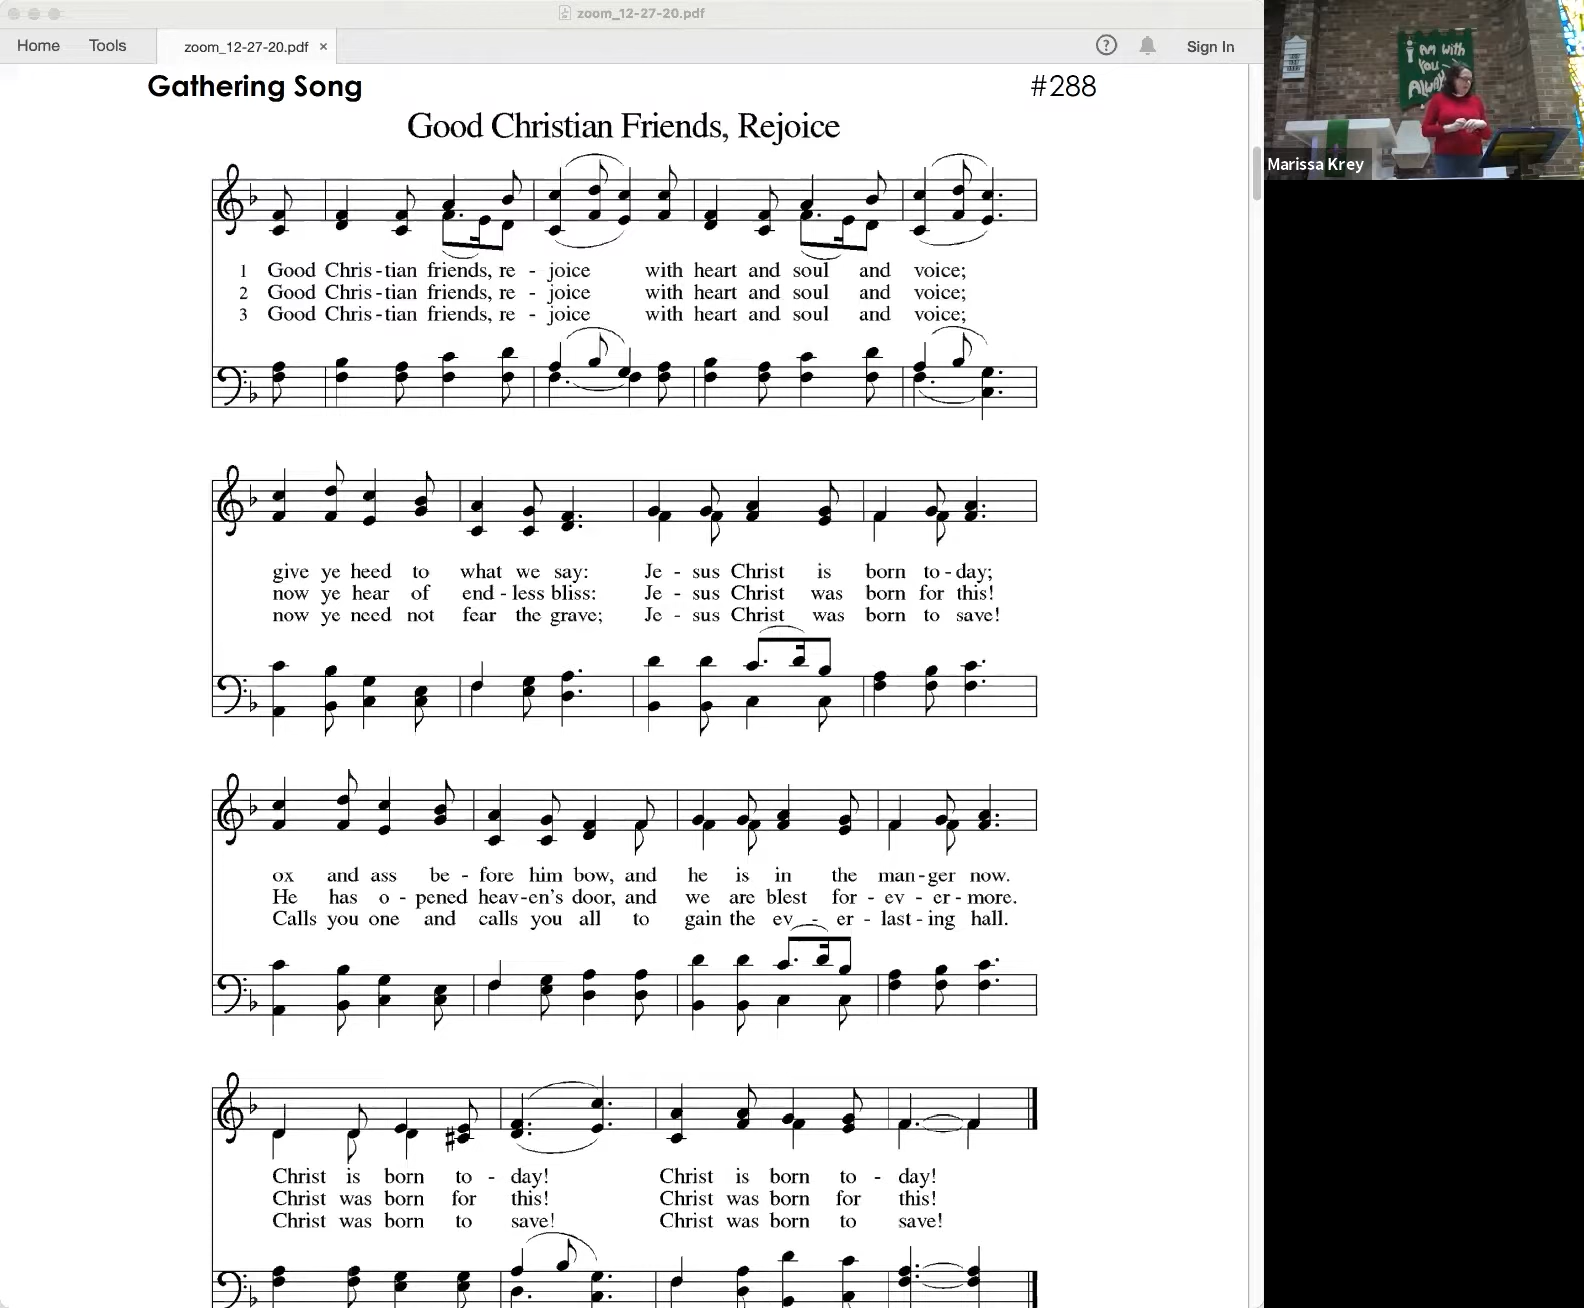 zoom_12-27-20.pdf
Home Tools zoom_12-27-20.pdf × ? Sign In
Gathering Song #288
Good Christian Friends, Rejoice
1 Good Chris - tian friends, re - joice with heart and soul and voice;
2 Good Chris - tian friends, re - joice with heart and soul and voice;
3 Good Chris - tian friends, re - joice with heart and soul and voice;
give ye heed to what we say: Je - sus Christ is born to - day;
now ye hear of end - less bliss: Je - sus Christ was born for this!
now ye need not fear the grave; Je - sus Christ was born to save!
ox and ass be - fore him bow, and he is in the man - ger now.
He has o - pened heav - en's door, and we are blest for - ev - er - more.
Calls you one and calls you all to gain the ev - er - last - ing hall.
Christ is born to - day! Christ is born to - day!
Christ was born for this! Christ was born for this!
Christ was born to save! Christ was born to save!
I AM with
You
Always
Marissa Krey